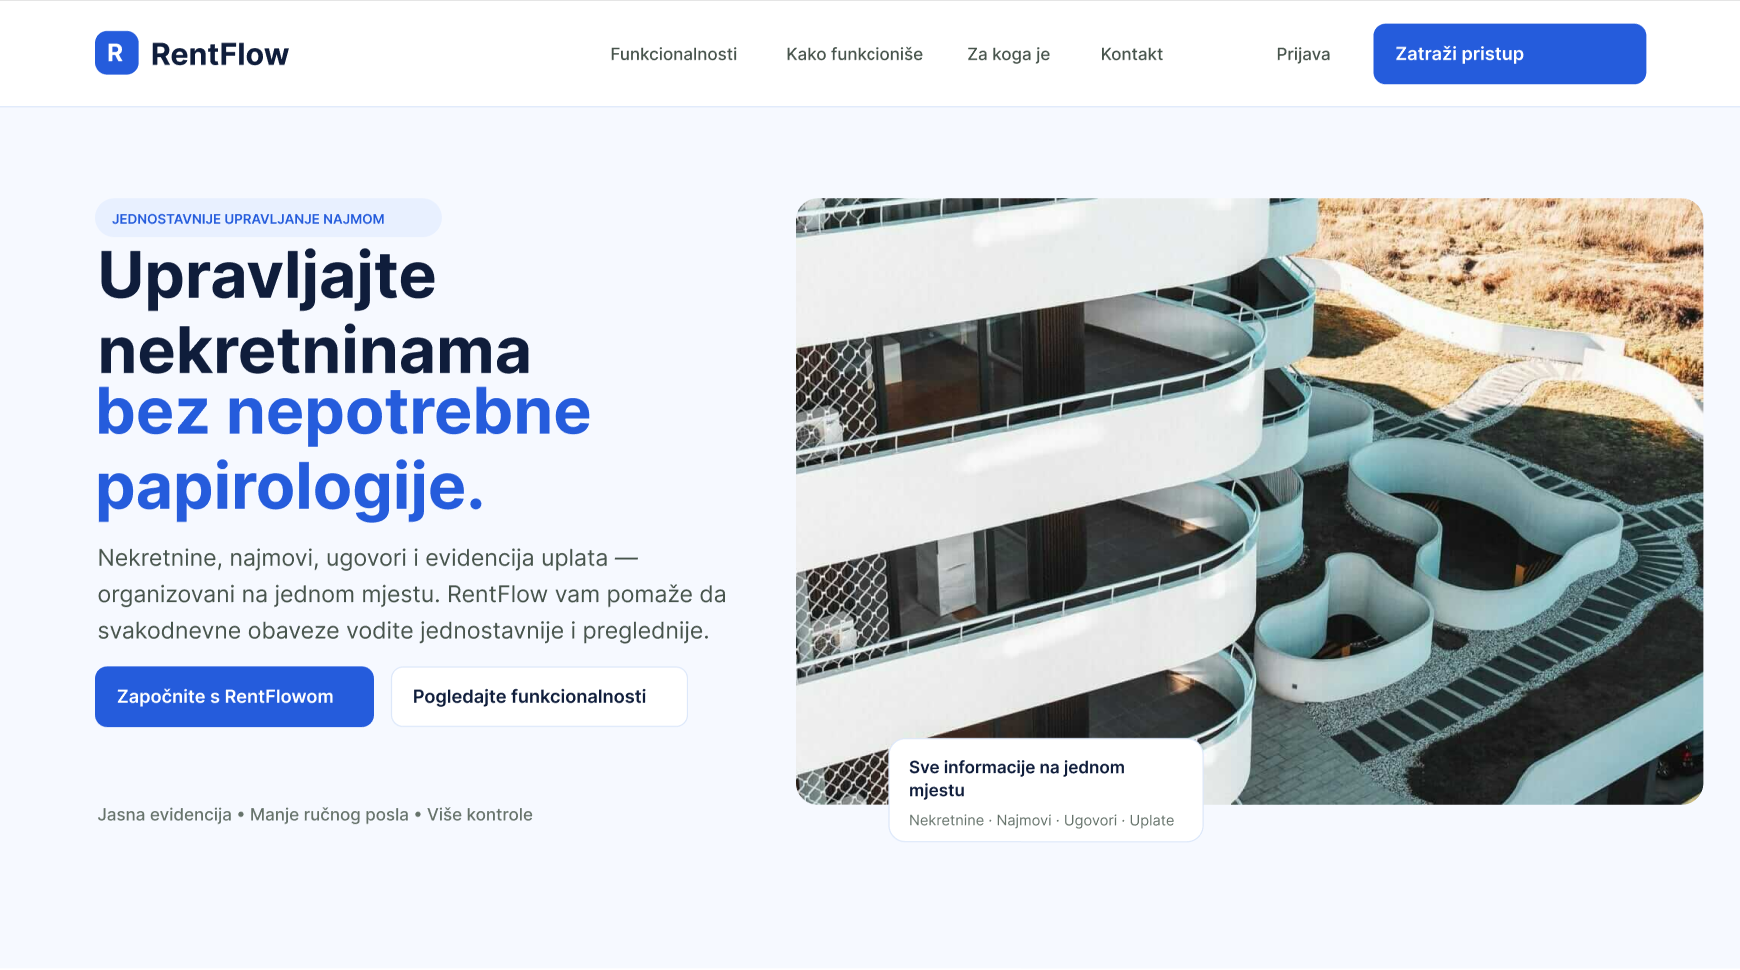 R RentFlow
Funkcionalnosti
Kako funkcioniše
Za koga je
Kontakt
Prijava
Zatraži pristup
JEDNOSTAVNIJE UPRAVLJANJE NAJMOM
Upravljajte
nekretninama
bez nepotrebne
papirologije.
Nekretnine, najmovi, ugovori i evidencija uplata —
organizovani na jednom mjestu. RentFlow vam pomaže da
svakodnevne obaveze vodite jednostavnije i preglednije.
Započnite s RentFlowom
Pogledajte funkcionalnosti
Jasna evidencija • Manje ručnog posla • Više kontrole
Sve informacije na jednom
mjestu
Nekretnine · Najmovi · Ugovori · Uplate